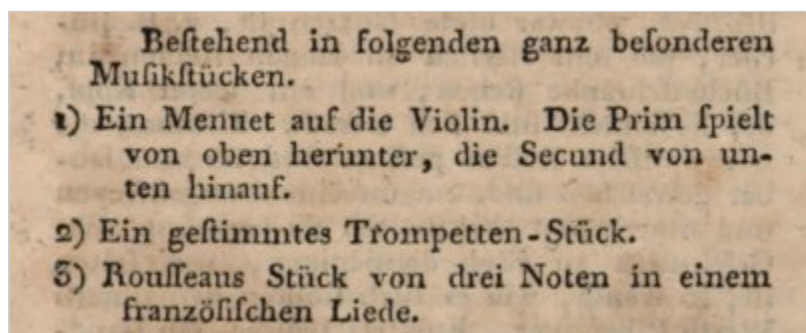 Beſtehend in folgenden ganz beſonderen
Muſikſtücken.
1) Ein Menuet auf die Violin. Die Prim ſpielt
von oben herunter, die Secund von un-
ten hinauf.
2) Ein geſtimmtes Trompetten-Stück.
3) Rouſſeaus Stück von drei Noten in einem
franzöſiſchen Liede.